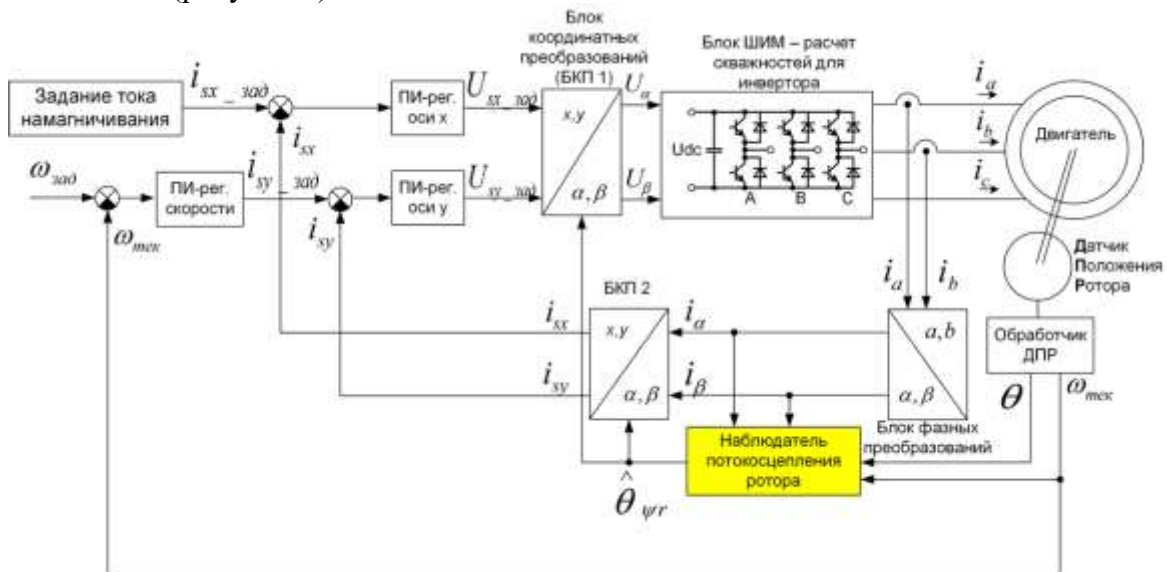 Блок
координатных
преобразований
(БКП 1)
Блок ШИМ – расчет
скважностей для
инвертора
Задание тока
намагничивания
i_sx_зад
i_sx
ПИ-рег.
оси x
U_sx_зад
x,y
α,β
U_α
U_β
Udc
A B C
i_a
i_b
i_c
Двигатель
ω_зад
ω_тек
ПИ-рег.
скорости
i_sy_зад
i_sy
ПИ-рег.
оси y
U_sy_зад
Датчик
Положения
Ротора
БКП 2
x,y
α,β
i_sx
i_sy
i_α
i_β
i_a
i_b
a,b
α,β
Блок фазных
преобразований
Обработчик
ДПР
θ
ω_тек
Наблюдатель
потокосцепления
ротора
θ̂_ψr